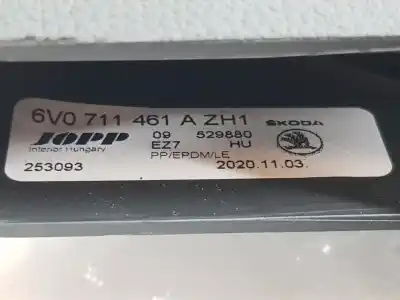 6V0 711 461 A ZH1 ŠKODA
JOPP 09 529880
Interior Hungary EZ7 HU
PP/EPDM/LE
253093 2020.11.03.